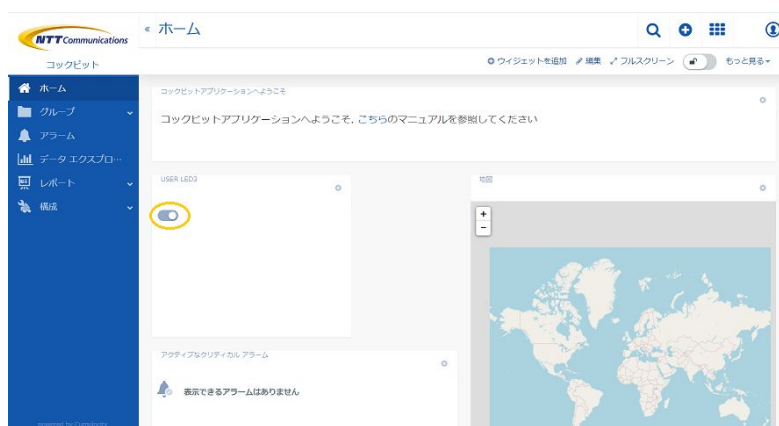 NTT Communications
コックピット
« ホーム
ウィジェットを追加 編集 フルスクリーン もっと見る
ホーム
グループ
アラーム
データ エクスプロ…
レポート
構成
コックピットアプリケーションへようこそ
コックピットアプリケーションへようこそ, こちらのマニュアルを参照してください
USER LED3
地図
+
−
アクティブなクリティカル アラーム
表示できるアラームはありません
powered by Cumulocity